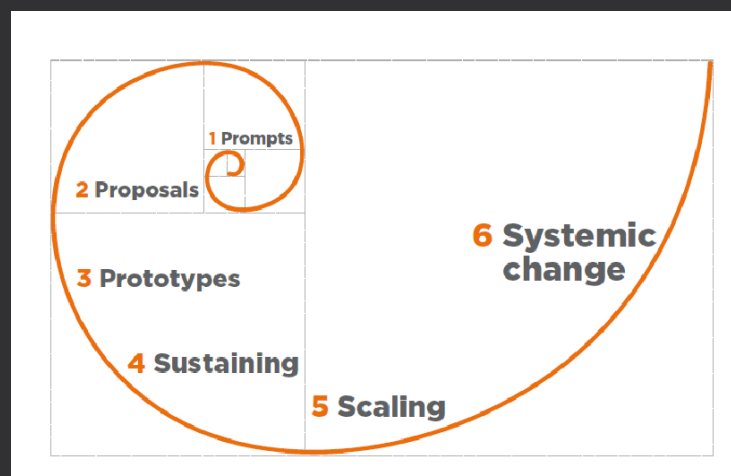 1 Prompts
2 Proposals
3 Prototypes
4 Sustaining
5 Scaling
6 Systemic
change